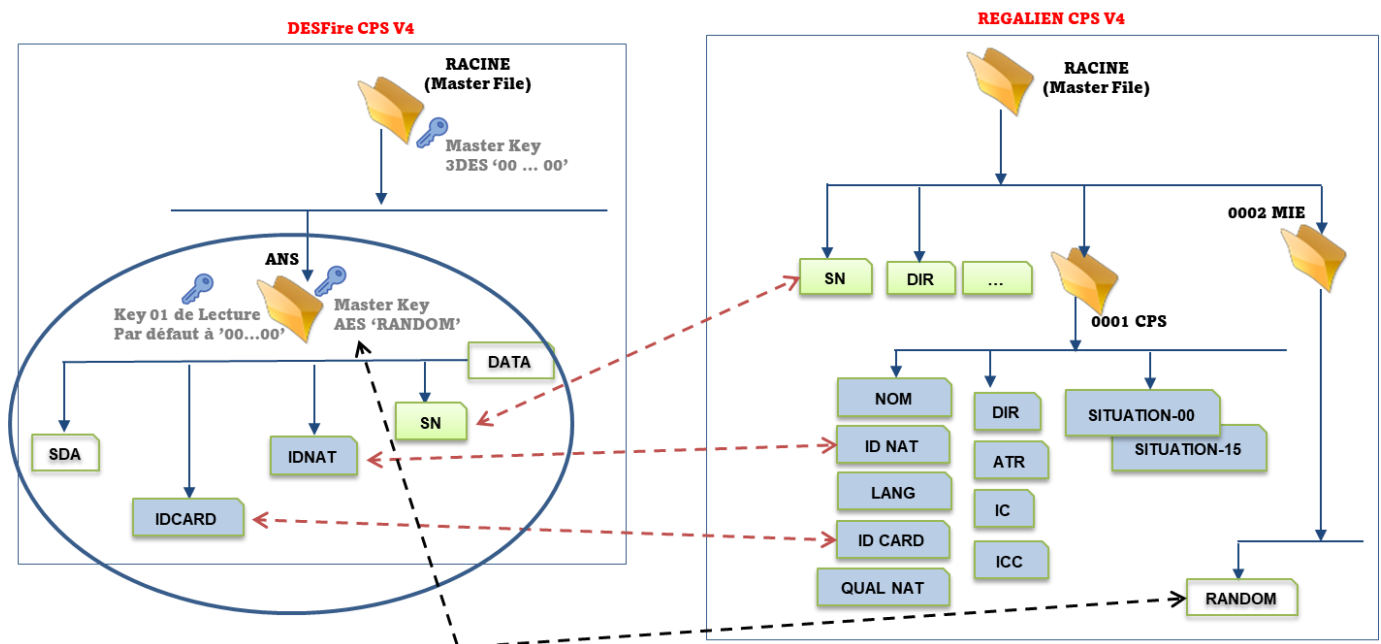 DESFire CPS V4
RACINE
(Master File)
Master Key
3DES ‘00 ... 00’
ANS
Key 01 de Lecture
Par défaut à ’00...00’
Master Key
AES ‘RANDOM’
DATA
SN
SDA
IDNAT
IDCARD
REGALIEN CPS V4
RACINE
(Master File)
0002 MIE
SN
DIR
...
0001 CPS
NOM
DIR
SITUATION-00
SITUATION-15
ID NAT
ATR
LANG
IC
ID CARD
ICC
QUAL NAT
RANDOM